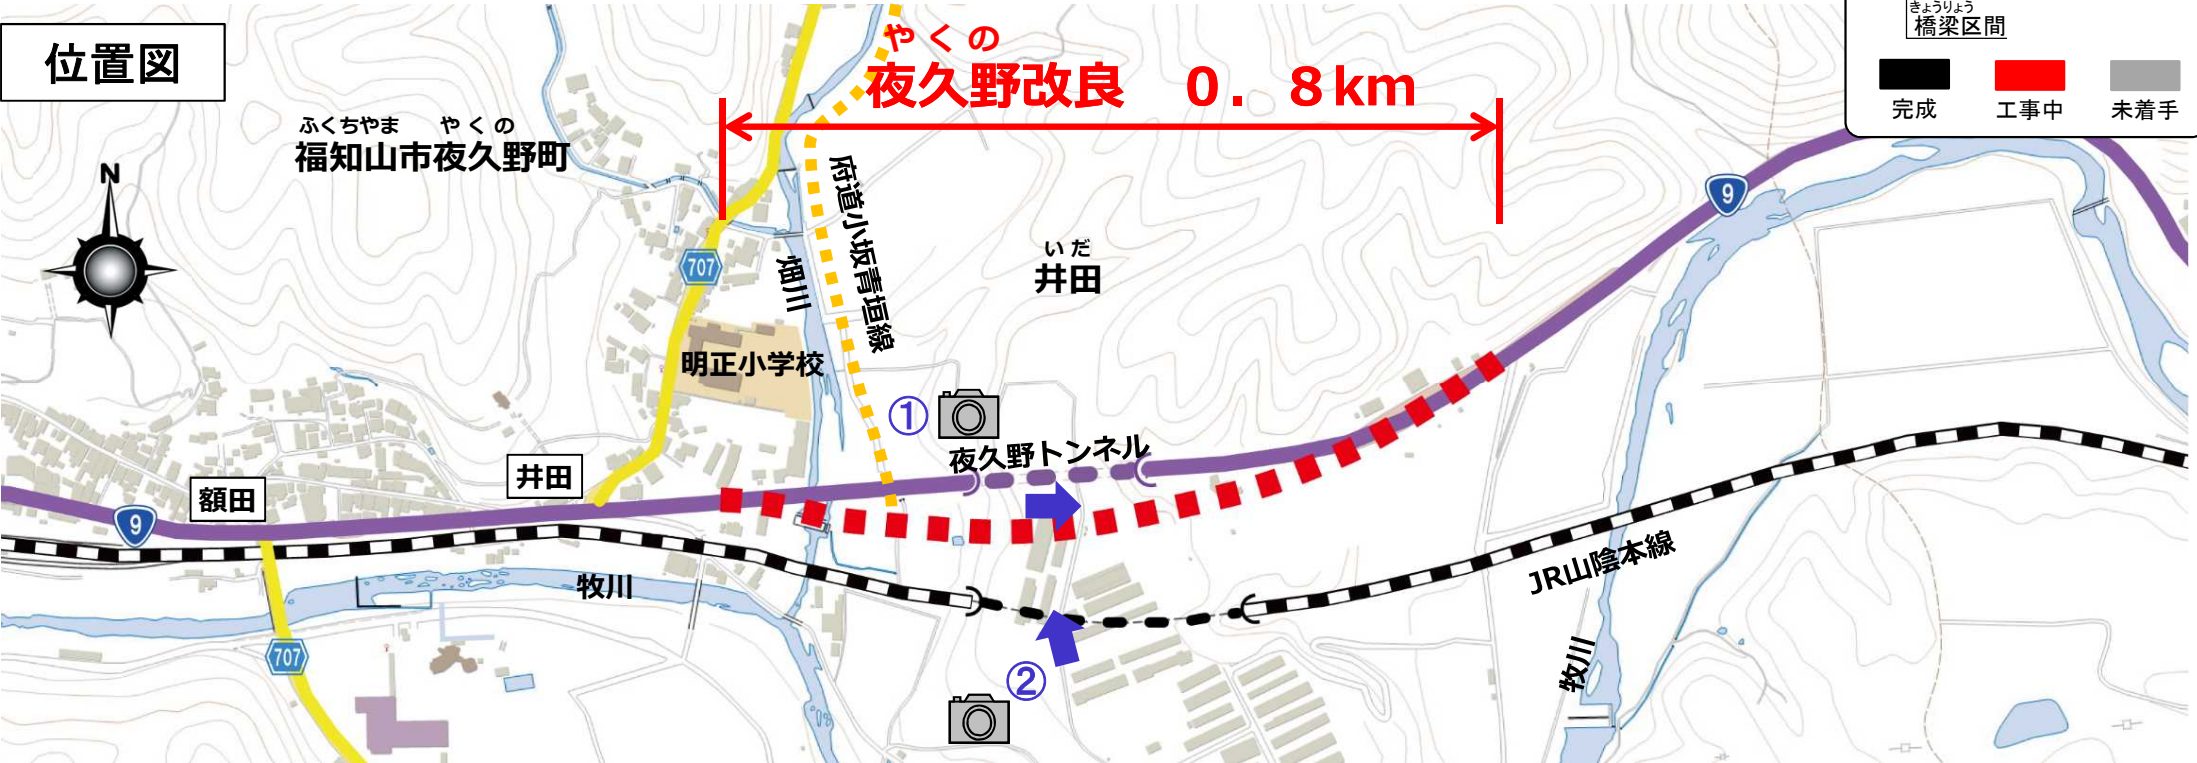 位置図
きょうりょう
橋梁区間
完成
工事中
未着手
やくの
夜久野改良 0.8km
ふくちやま やくの
福知山市夜久野町
N
府道小坂青垣線
9
いだ
井田
707
畑川
明正小学校
①
夜久野トンネル
井田
額田
9
牧川
JR山陰本線
707
②
牧川